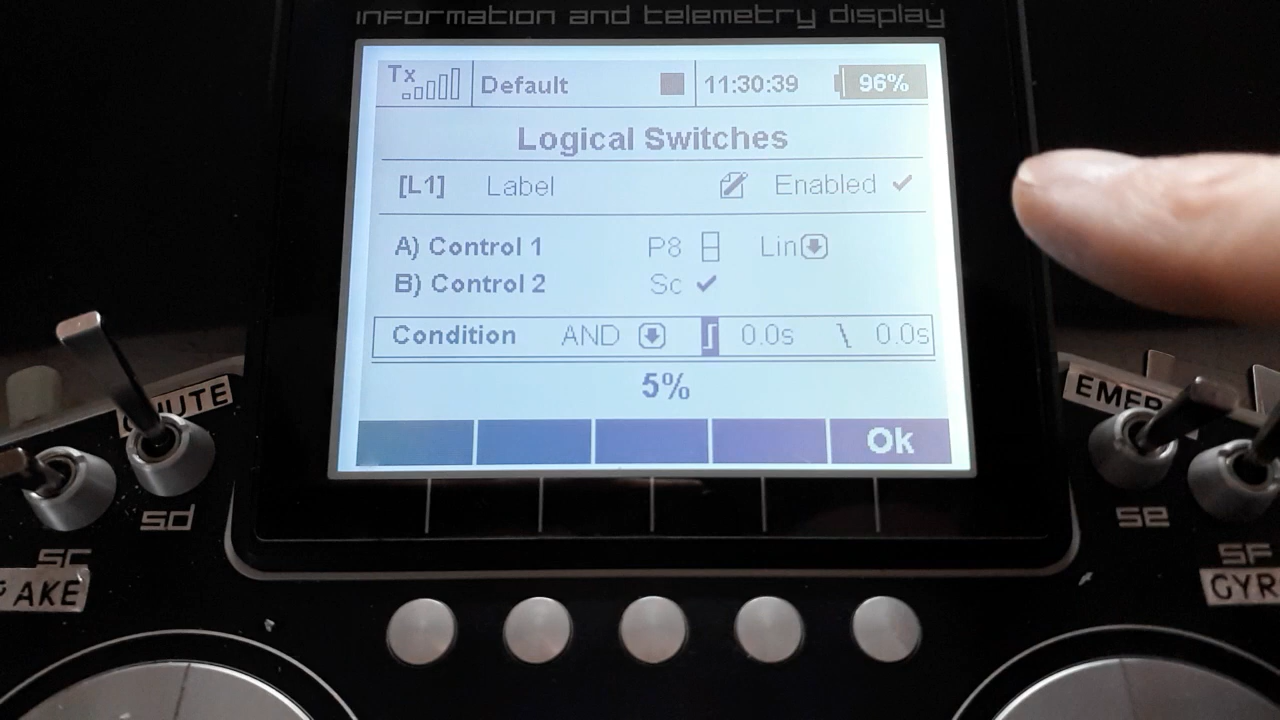 information and telemetry display
Tx Default 11:30:39 96%
Logical Switches
[L1] Label Enabled
A) Control 1 P8 Lin
B) Control 2 Sc
Condition AND 0.0s 0.0s
5%
Ok
sd
se
sc
sf